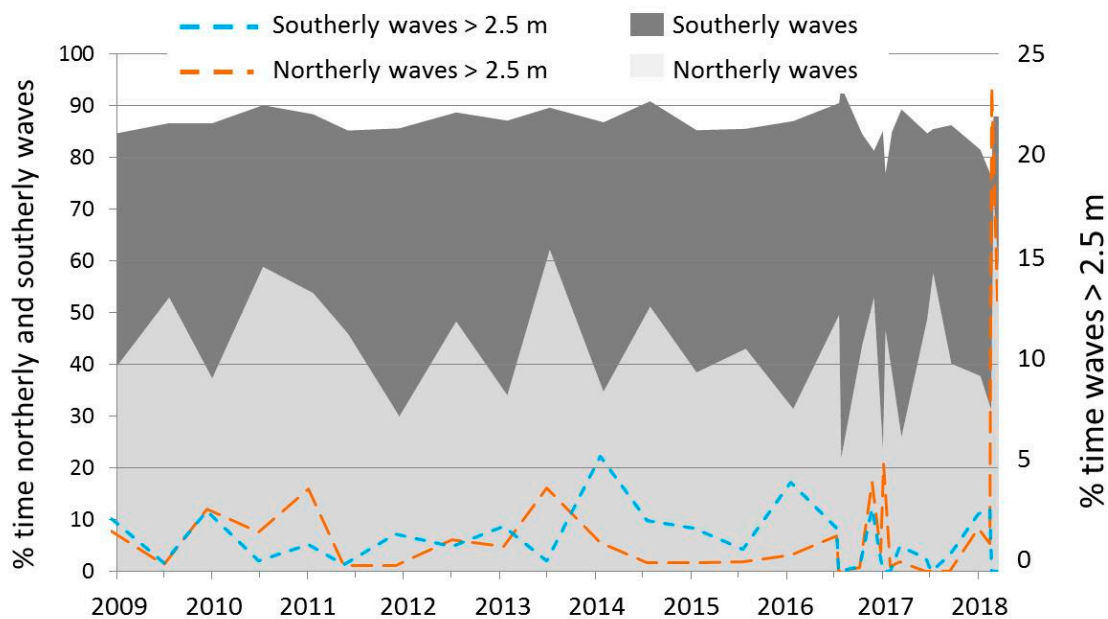 Southerly waves > 2.5 m
Southerly waves
Northerly waves > 2.5 m
Northerly waves
% time northerly and southerly waves
100
90
80
70
60
50
40
30
20
10
0
25
20
15
10
5
0
% time waves > 2.5 m
2009 2010 2011 2012 2013 2014 2015 2016 2017 2018